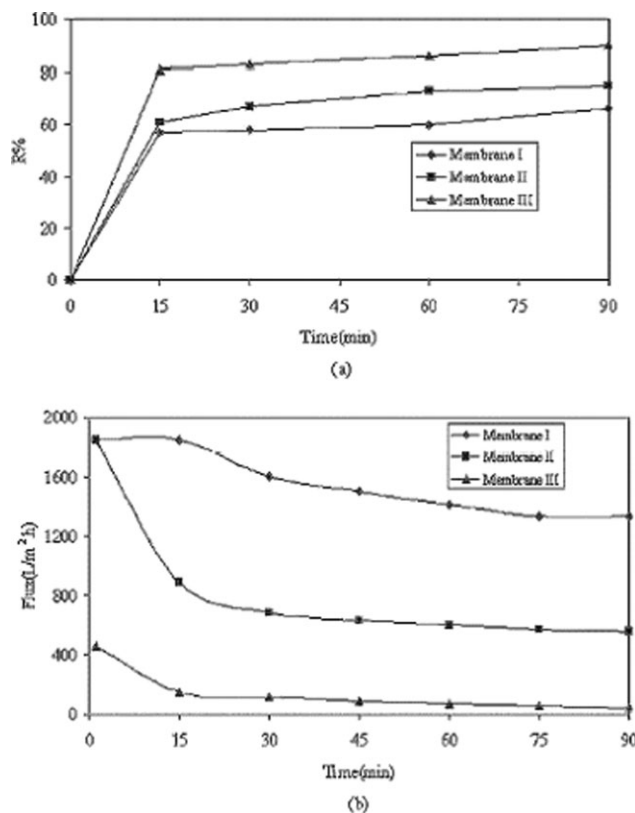 100
80
60
40
20
0
R%
Membrane I
Membrane II
Membrane III
0 15 30 45 60 75 90
Time(min)
(a)
2000
1600
1200
800
400
0
Flux(L/m²h)
Membrane I
Membrane II
Membrane III
0 15 30 45 60 75 90
Time(min)
(b)